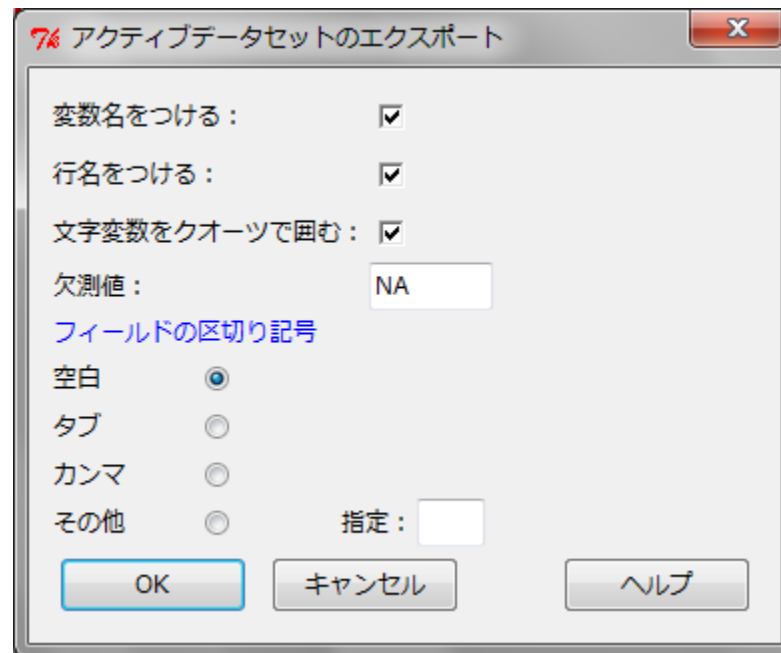 アクティブデータセットのエクスポート
変数名をつける：
行名をつける：
文字変数をクオーツで囲む：
欠測値： NA
フィールドの区切り記号
空白
タブ
カンマ
その他 指定：
OK キャンセル ヘルプ